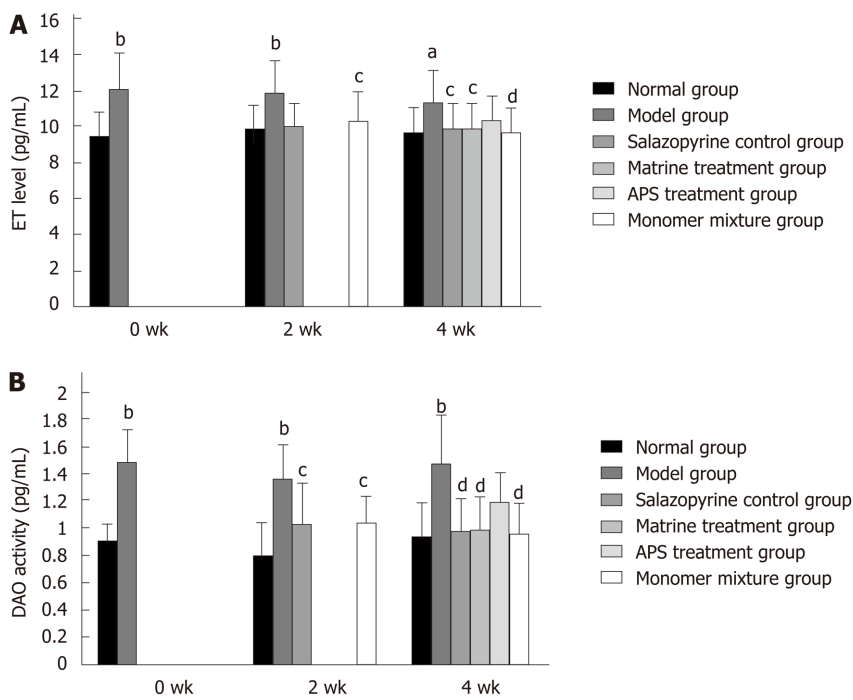 A
16
14
12
10
8
6
4
2
0
ET level (pg/mL)
b
b
c
a
c
c
d
0 wk
2 wk
4 wk
Normal group
Model group
Salazopyrine control group
Matrine treatment group
APS treatment group
Monomer mixture group
B
2
1.8
1.6
1.4
1.2
1
0.8
0.6
0.4
0.2
0
DAO activity (pg/mL)
b
b
c
c
b
d
d
d
0 wk
2 wk
4 wk
Normal group
Model group
Salazopyrine control group
Matrine treatment group
APS treatment group
Monomer mixture group